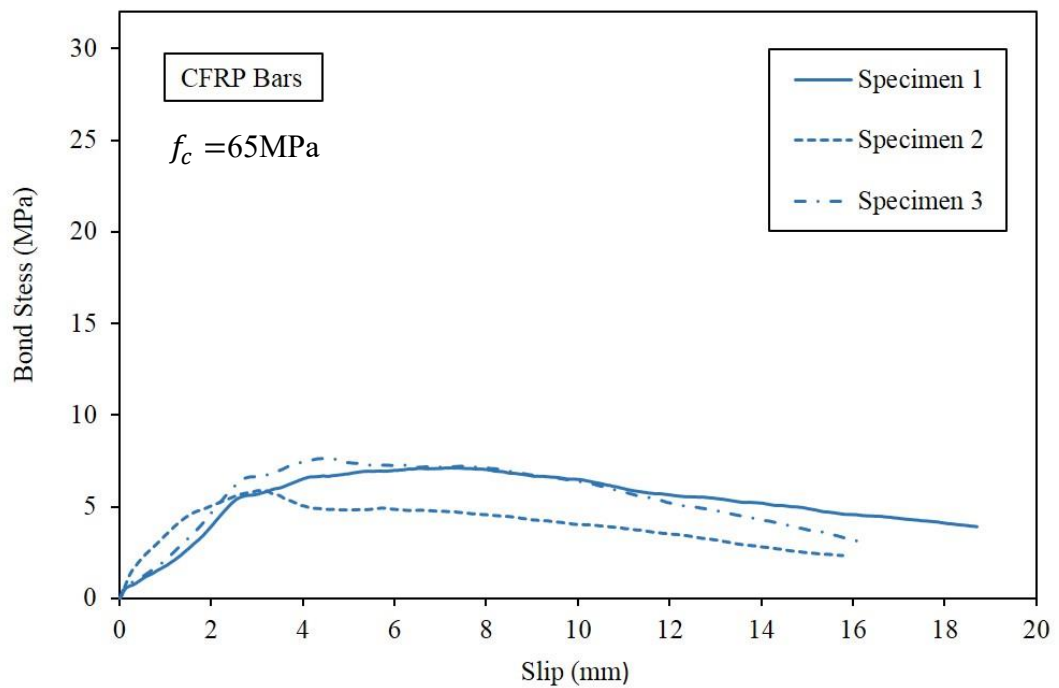 CFRP Bars
f_c =65MPa
Specimen 1
Specimen 2
Specimen 3
Bond Stess (MPa)
30
25
20
15
10
5
0
0 2 4 6 8 10 12 14 16 18 20
Slip (mm)